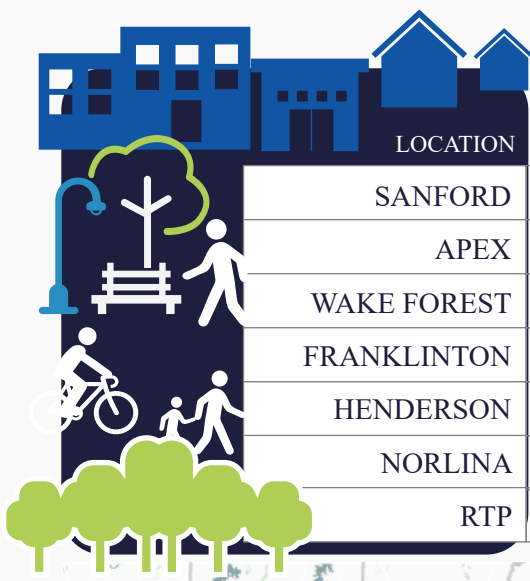 LOCATION
SANFORD
APEX
WAKE FOREST
FRANKLINTON
HENDERSON
NORLINA
RTP